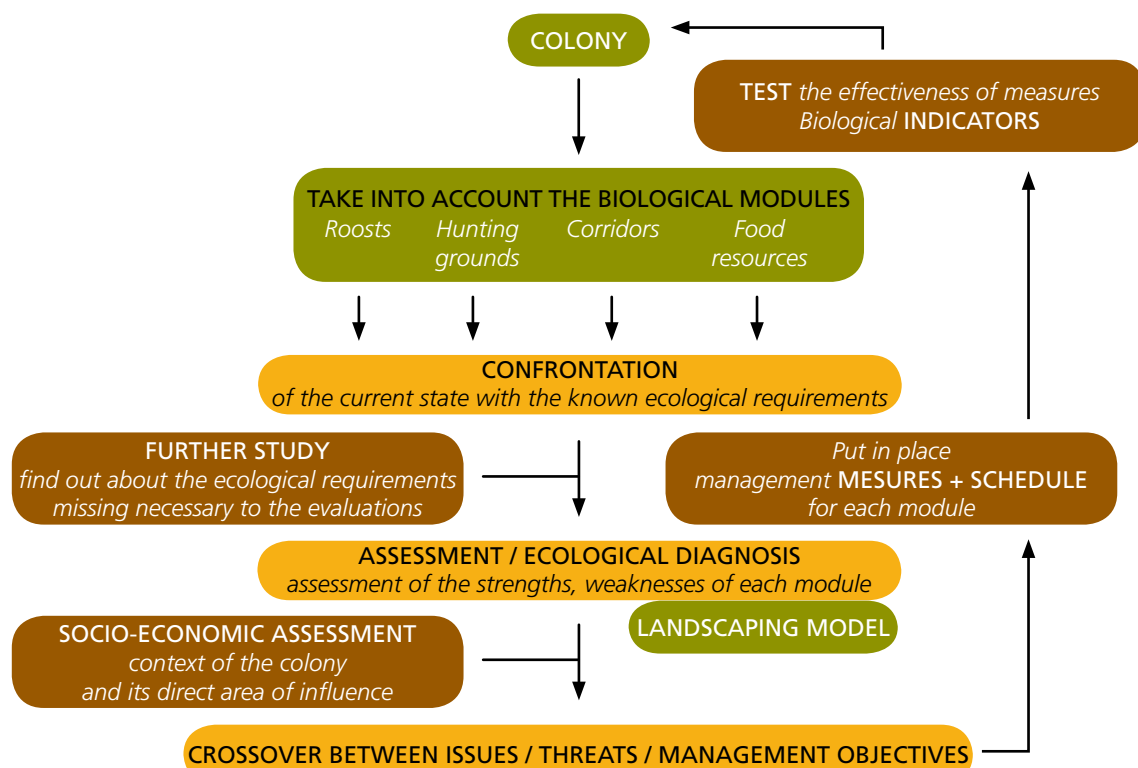 COLONY
TEST the effectiveness of measures
Biological INDICATORS
TAKE INTO ACCOUNT THE BIOLOGICAL MODULES
Roosts
Hunting
grounds
Corridors
Food
resources
CONFRONTATION
of the current state with the known ecological requirements
FURTHER STUDY
find out about the ecological requirements
missing necessary to the evaluations
Put in place
management MESURES + SCHEDULE
for each module
ASSESSMENT / ECOLOGICAL DIAGNOSIS
assessment of the strengths, weaknesses of each module
LANDSCAPING MODEL
SOCIO-ECONOMIC ASSESSMENT
context of the colony
and its direct area of influence
CROSSOVER BETWEEN ISSUES / THREATS / MANAGEMENT OBJECTIVES